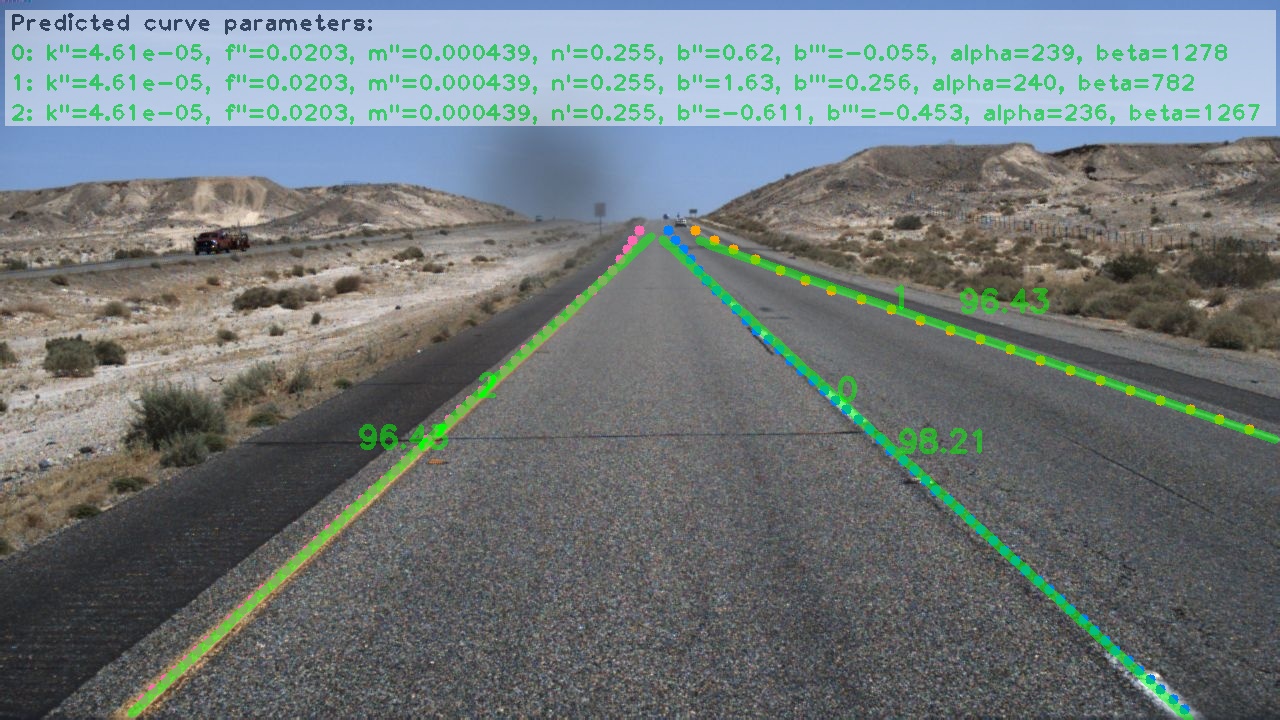 Predicted curve parameters:
0: k''=4.61e-05, f''=0.0203, m''=0.000439, n'=0.255, b''=0.62, b'''=-0.055, alpha=239, beta=1278
1: k''=4.61e-05, f''=0.0203, m''=0.000439, n'=0.255, b''=1.63, b'''=0.256, alpha=240, beta=782
2: k''=4.61e-05, f''=0.0203, m''=0.000439, n'=0.255, b''=-0.611, b'''=-0.453, alpha=236, beta=1267
1 96.43
2 0
96.43 98.21